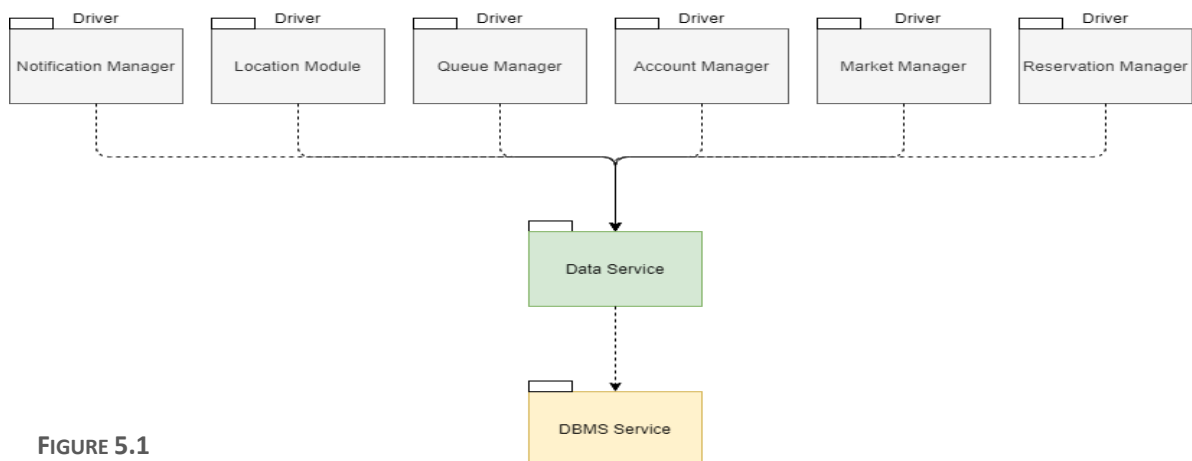 Driver Driver Driver Driver Driver Driver
Notification Manager Location Module Queue Manager Account Manager Market Manager Reservation Manager
Data Service
DBMS Service
FIGURE 5.1